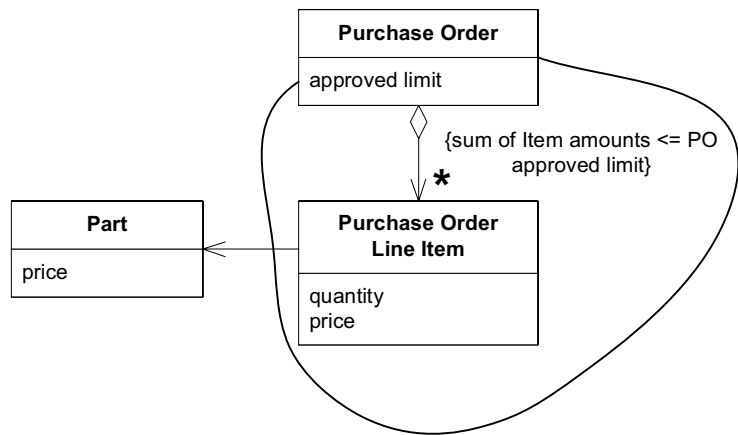 Purchase Order
approved limit
{sum of Item amounts <= PO
approved limit}
*
Part
price
Purchase Order
Line Item
quantity
price